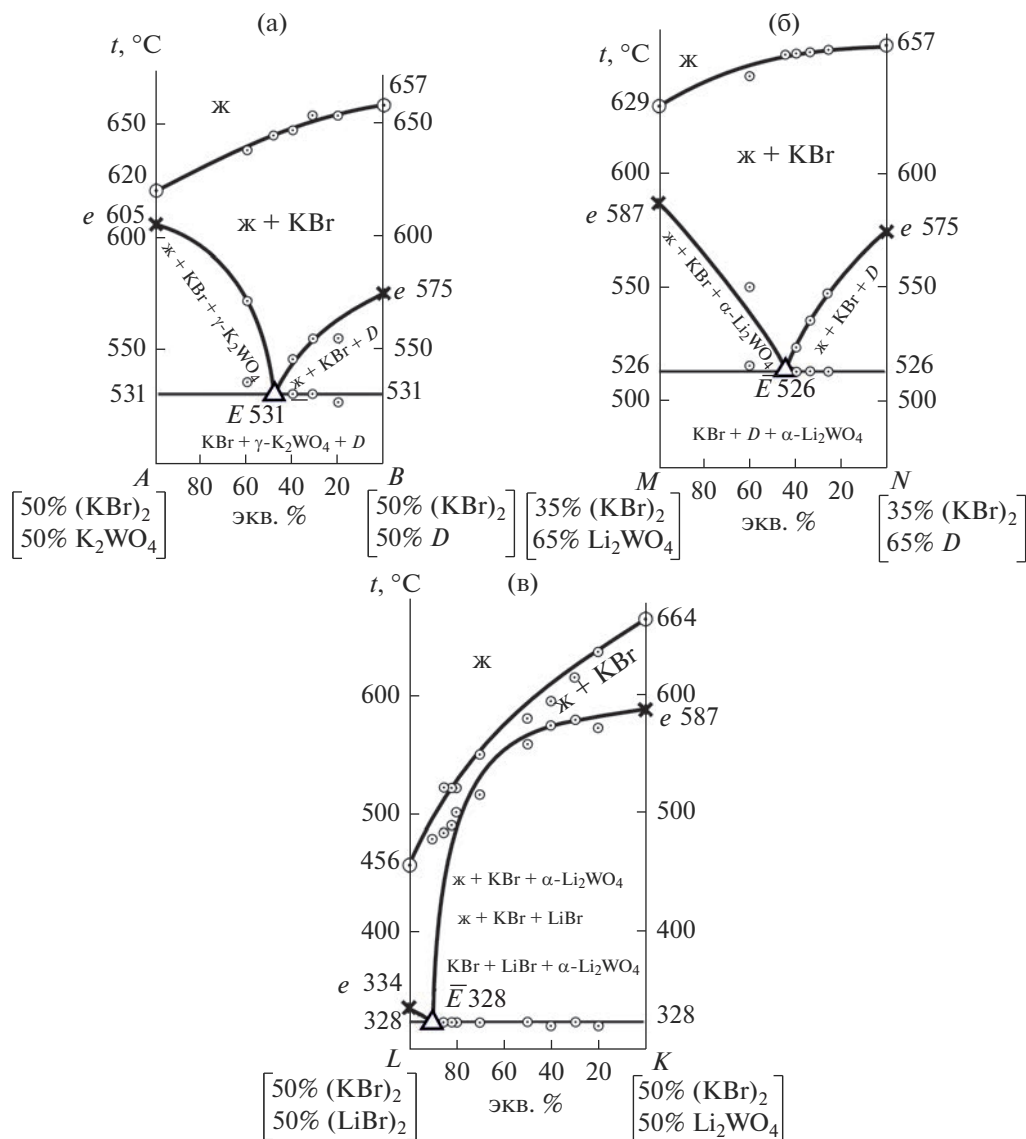 (а)
t, °C
ж
657
650
650
620
e 605
600
600
ж + KBr
ж + KBr + γ-K₂WO₄
e 575
ж + KBr + D
550
550
531
531
E 531
KBr + γ-K₂WO₄ + D
A
80
60
40
20
B
экв. %
50% (KBr)₂
50% K₂WO₄
50% (KBr)₂
50% D
(б)
t, °C
ж
657
629
ж + KBr
600
600
e 587
e 575
ж + KBr + α-Li₂WO₄
ж + KBr + D
550
550
526
526
E 526
500
500
KBr + D + α-Li₂WO₄
M
80
60
40
20
N
экв. %
35% (KBr)₂
65% Li₂WO₄
35% (KBr)₂
65% D
(в)
t, °C
ж
664
ж + KBr
600
600
e 587
500
500
456
ж + KBr + α-Li₂WO₄
ж + KBr + LiBr
400
400
KBr + LiBr + α-Li₂WO₄
e 334
E̅ 328
328
328
L
80
60
40
20
K
экв. %
50% (KBr)₂
50% (LiBr)₂
50% (KBr)₂
50% Li₂WO₄